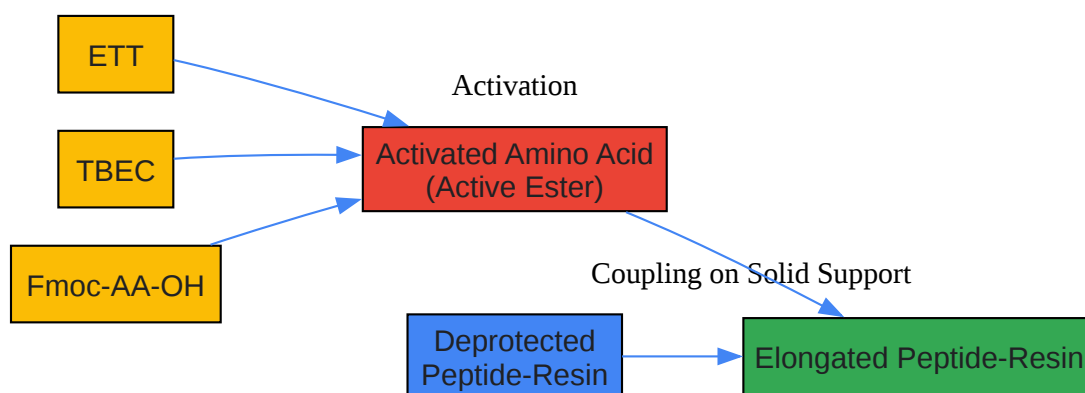 ETT
Activation
TBEC
Activated Amino Acid
(Active Ester)
Fmoc-AA-OH
Coupling on Solid Support
Deprotected
Peptide-Resin
Elongated Peptide-Resin